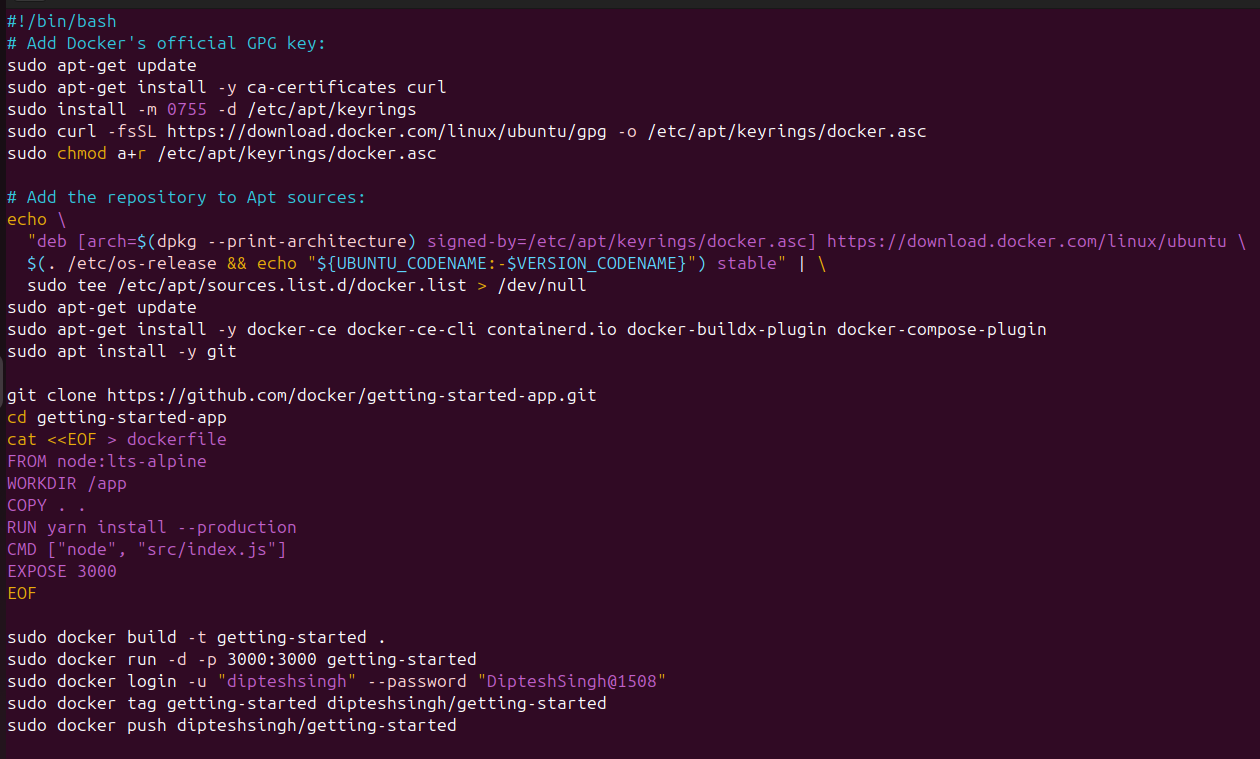 #!/bin/bash
# Add Docker's official GPG key:
sudo apt-get update
sudo apt-get install -y ca-certificates curl
sudo install -m 0755 -d /etc/apt/keyrings
sudo curl -fsSL https://download.docker.com/linux/ubuntu/gpg -o /etc/apt/keyrings/docker.asc
sudo chmod a+r /etc/apt/keyrings/docker.asc

# Add the repository to Apt sources:
echo \
  "deb [arch=$(dpkg --print-architecture) signed-by=/etc/apt/keyrings/docker.asc] https://download.docker.com/linux/ubuntu \
  $(. /etc/os-release && echo "${UBUNTU_CODENAME:-$VERSION_CODENAME}") stable" | \
  sudo tee /etc/apt/sources.list.d/docker.list > /dev/null
sudo apt-get update
sudo apt-get install -y docker-ce docker-ce-cli containerd.io docker-buildx-plugin docker-compose-plugin
sudo apt install -y git

git clone https://github.com/docker/getting-started-app.git
cd getting-started-app
cat <<EOF > dockerfile
FROM node:lts-alpine
WORKDIR /app
COPY . .
RUN yarn install --production
CMD ["node", "src/index.js"]
EXPOSE 3000
EOF

sudo docker build -t getting-started .
sudo docker run -d -p 3000:3000 getting-started
sudo docker login -u "dipteshsingh" --password "DipteshSingh@1508"
sudo docker tag getting-started dipteshsingh/getting-started
sudo docker push dipteshsingh/getting-started